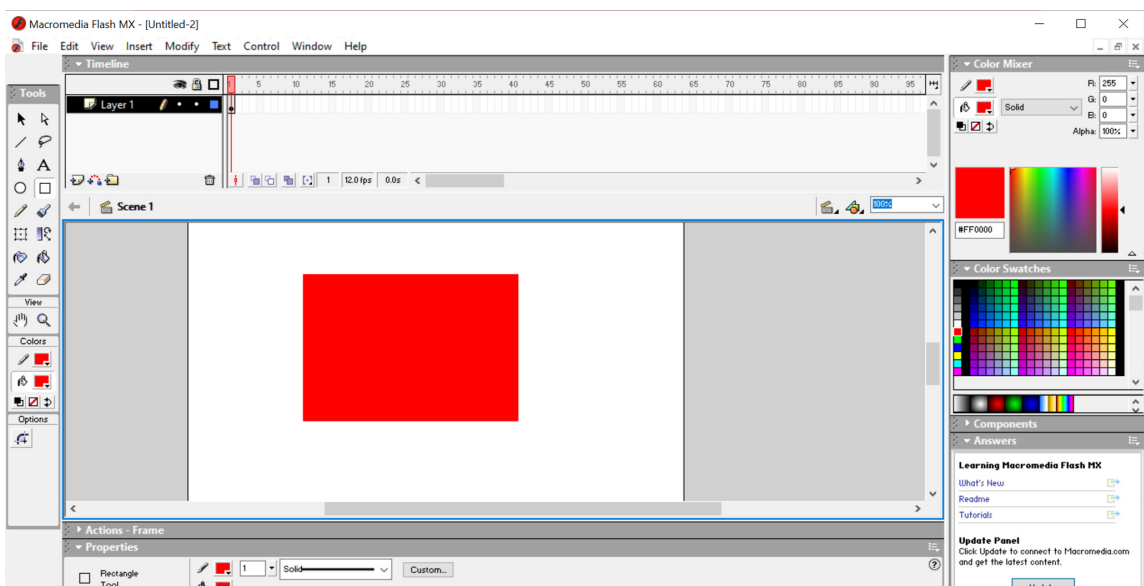 Macromedia Flash MX - [Untitled-2]
File Edit View Insert Modify Text Control Window Help
Timeline
Color Mixer
Tools
1 5 10 15 20 25 30 35 40 45 50 55 60 65 70 75 80 85 90 95
R: 255
Layer 1
Solid
G: 0
B: 0
Alpha: 100%
1 12.0 fps 0.0s
Scene 1
100%
#FF0000
Color Swatches
View
Colors
Options
Components
Answers
Learning Macromedia Flash MX
What's New
Readme
Tutorials
Actions - Frame
Properties
Update Panel
Click Update to connect to Macromedia.com
and get the latest content.
Rectangle
Tool
1 Solid Custom...